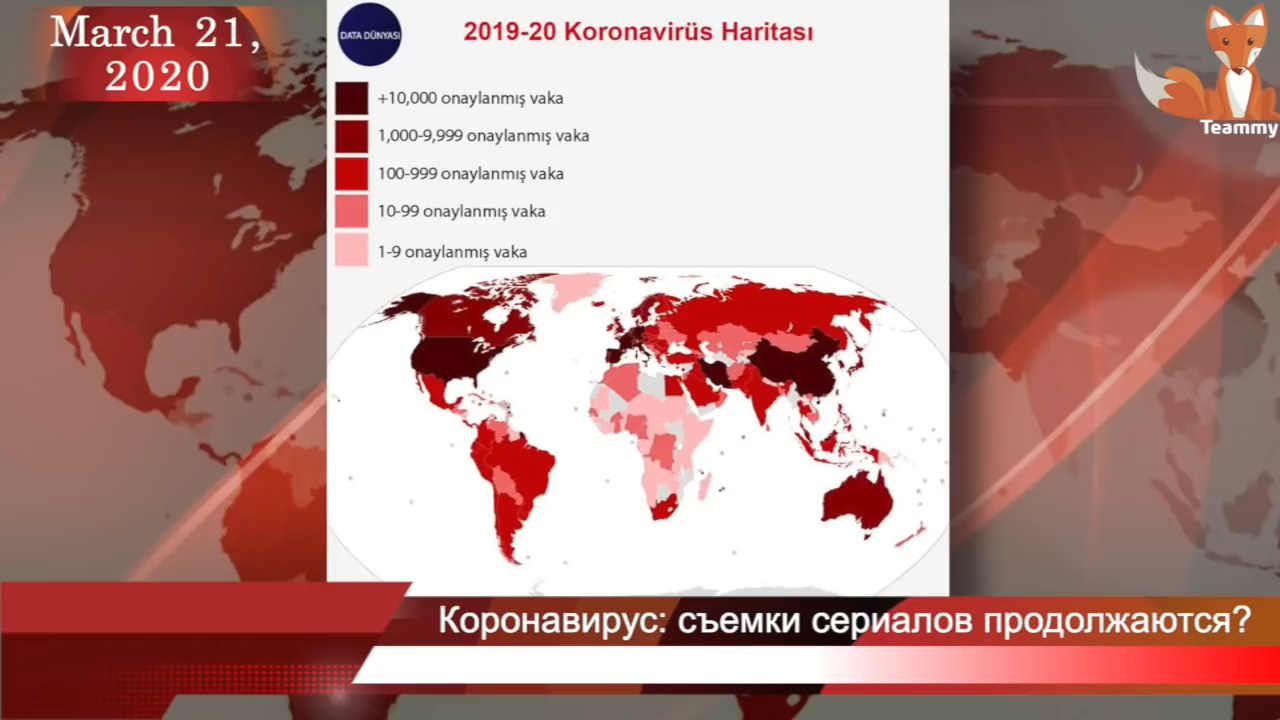 March 21,
2020
DATA DÜNYASI
2019-20 Koronavirüs Haritası
+10,000 onaylanmış vaka
1,000-9,999 onaylanmış vaka
100-999 onaylanmış vaka
10-99 onaylanmış vaka
1-9 onaylanmış vaka
Teammy
Коронавирус: съемки сериалов продолжаются?